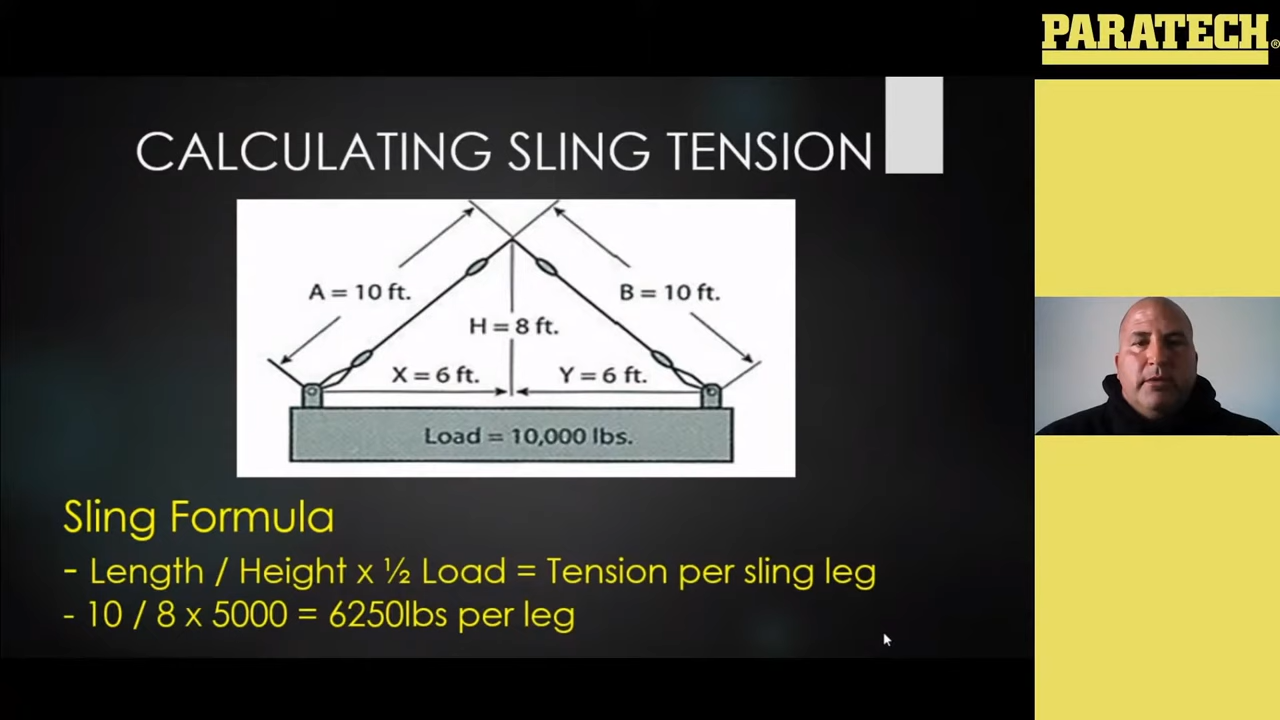 PARATECH®
CALCULATING SLING TENSION
A = 10 ft.
B = 10 ft.
H = 8 ft.
X = 6 ft.
Y = 6 ft.
Load = 10,000 lbs.
Sling Formula
- Length / Height x ½ Load = Tension per sling leg
- 10 / 8 x 5000 = 6250lbs per leg